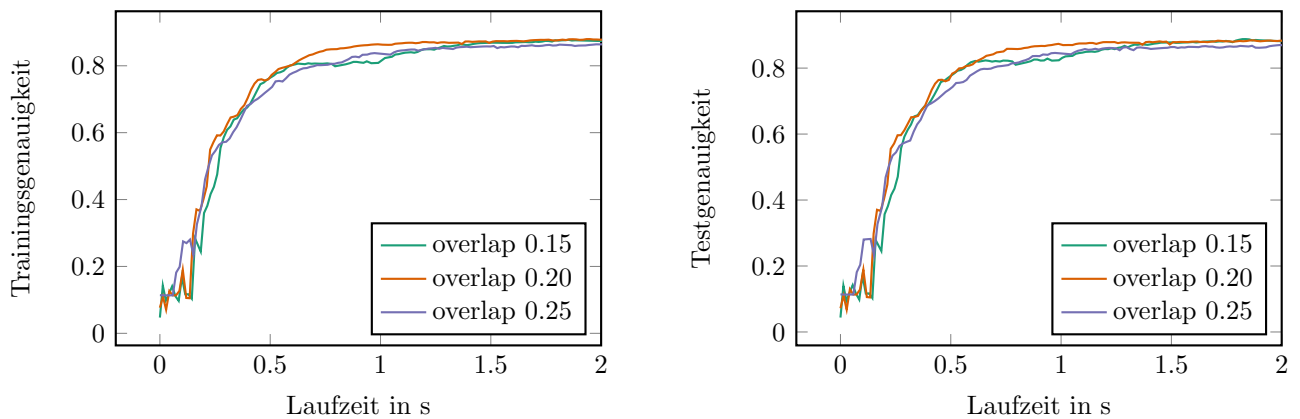 Trainingsgenauigkeit
0.8
0.6
0.4
0.2
0
overlap 0.15
overlap 0.20
overlap 0.25
0 0.5 1 1.5 2
Laufzeit in s
Testgenauigkeit
0.8
0.6
0.4
0.2
0
overlap 0.15
overlap 0.20
overlap 0.25
0 0.5 1 1.5 2
Laufzeit in s